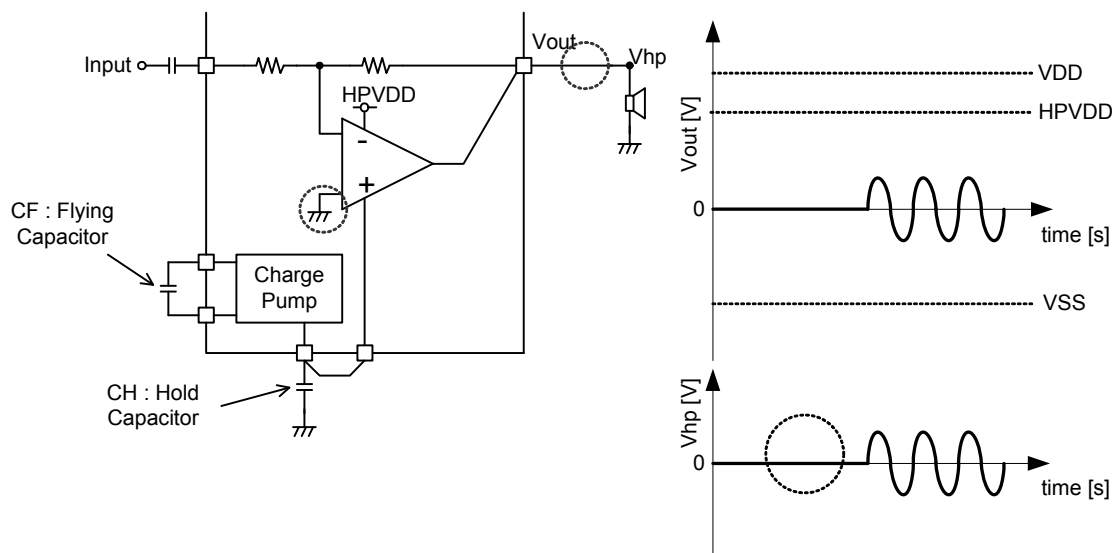 Input
Vout
Vhp
HPVDD
-
+
CF : Flying
Capacitor
Charge
Pump
CH : Hold
Capacitor
Vout [V]
VDD
HPVDD
0
time [s]
VSS
Vhp [V]
0
time [s]